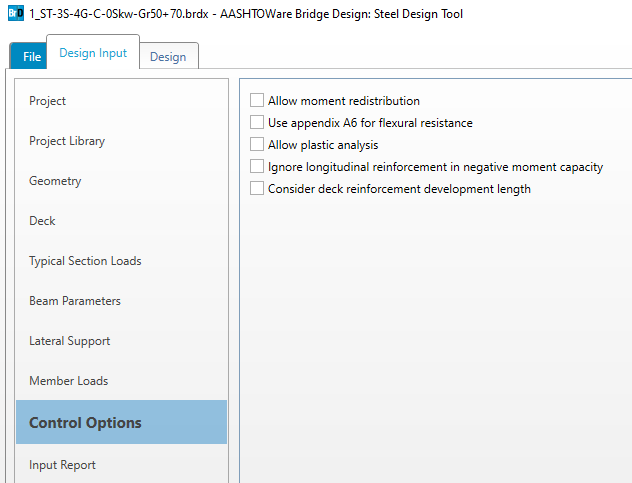 BrD 1_ST-3S-4G-C-0Skw-Gr50+70.brdx - AASHTOWare Bridge Design: Steel Design Tool
File Design Input Design
Project
Project Library
Geometry
Deck
Typical Section Loads
Beam Parameters
Lateral Support
Member Loads
Control Options
Input Report
Allow moment redistribution
Use appendix A6 for flexural resistance
Allow plastic analysis
Ignore longitudinal reinforcement in negative moment capacity
Consider deck reinforcement development length